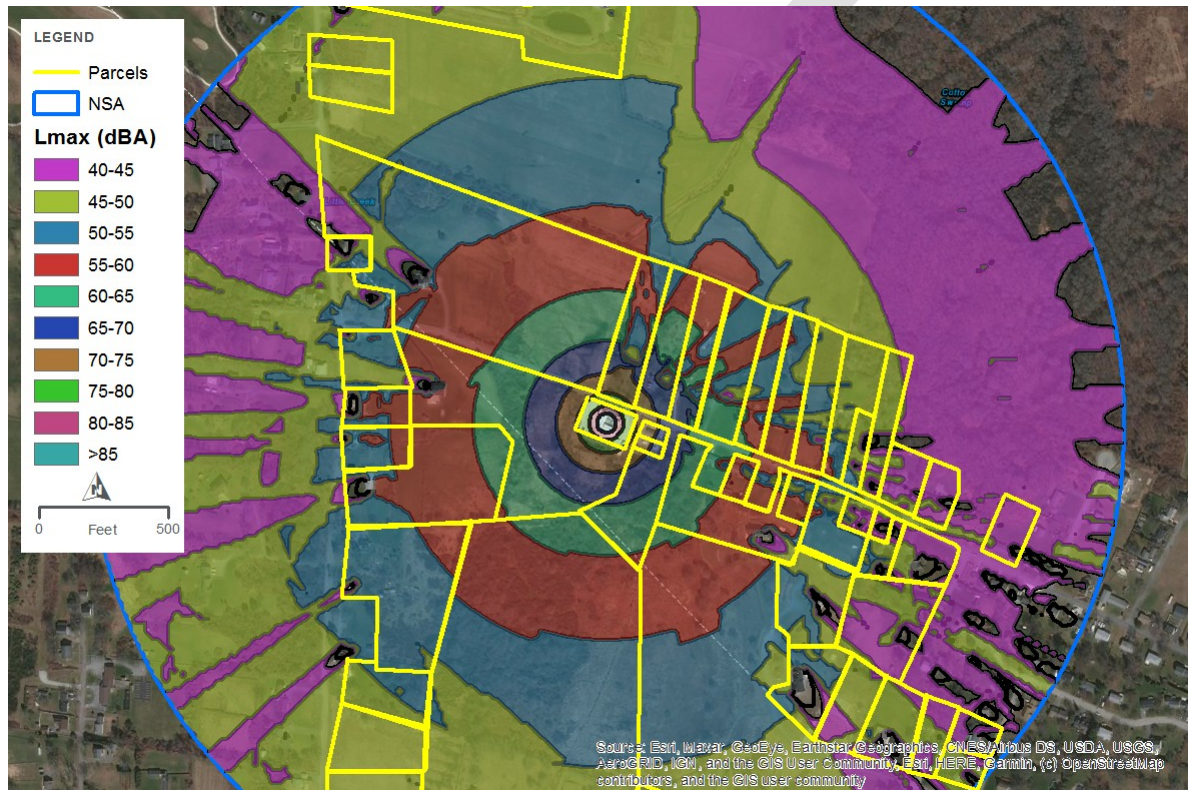 LEGEND
Parcels
NSA
Lmax (dBA)
40-45
45-50
50-55
55-60
60-65
65-70
70-75
75-80
80-85
>85
N
0 Feet 500
Source: Esri, Maxar, GeoEye, Earthstar Geographics, CNES/Airbus DS, USDA, USGS,
AeroGRID, IGN, and the GIS User Community, Esri, HERE, Garmin, (c) OpenStreetMap
contributors, and the GIS user community